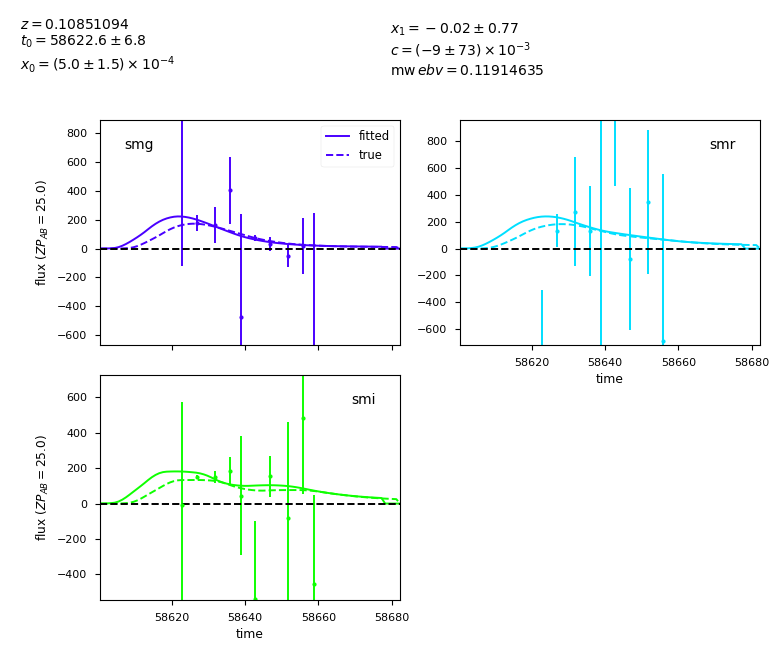 z = 0.10851094
t₀ = 58622.6 ± 6.8
x₀ = (5.0 ± 1.5) × 10⁻⁴
x₁ = −0.02 ± 0.77
c = (−9 ± 73) × 10⁻³
mw ebv = 0.11914635
smg
fitted
true
800
600
400
200
0
−200
−400
−600
flux (ZP_AB = 25.0)
smr
800
600
400
200
0
−200
−400
−600
58620
58640
58660
58680
time
smi
600
400
200
0
−200
−400
flux (ZP_AB = 25.0)
58620
58640
58660
58680
time